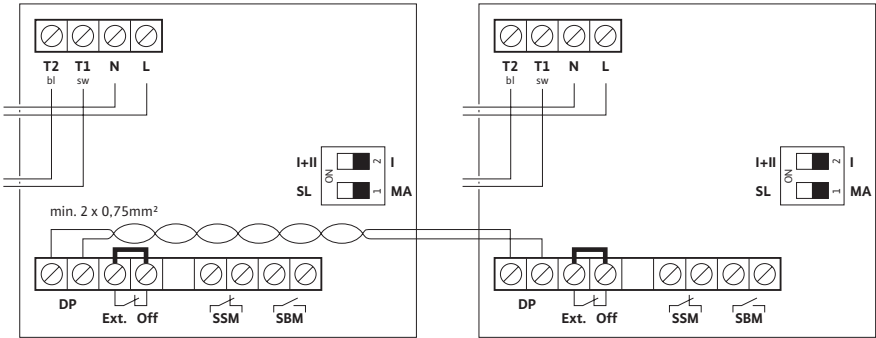 T2 T1 N L
bl sw
I+II 2 I
ON
SL 1 MA
min. 2 x 0,75mm²
DP
Ext. Off SSM SBM
T2 T1 N L
bl sw
I+II 2 I
ON
SL 1 MA
DP
Ext. Off SSM SBM